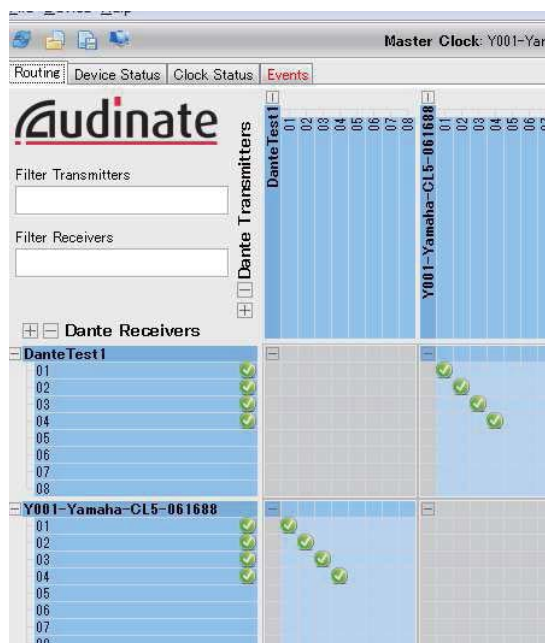 Master Clock: Y001-Yar
Routing Device Status Clock Status Events
Audinate
Filter Transmitters
Filter Receivers
Dante Transmitters
DanteTest1
01 02 03 04 05 06 07 08
Y001-Yamaha-CL5-061688
01 02 03 04 05 06 07
Dante Receivers
DanteTest1
01
02
03
04
05
06
07
08
Y001-Yamaha-CL5-061688
01
02
03
04
05
06
07